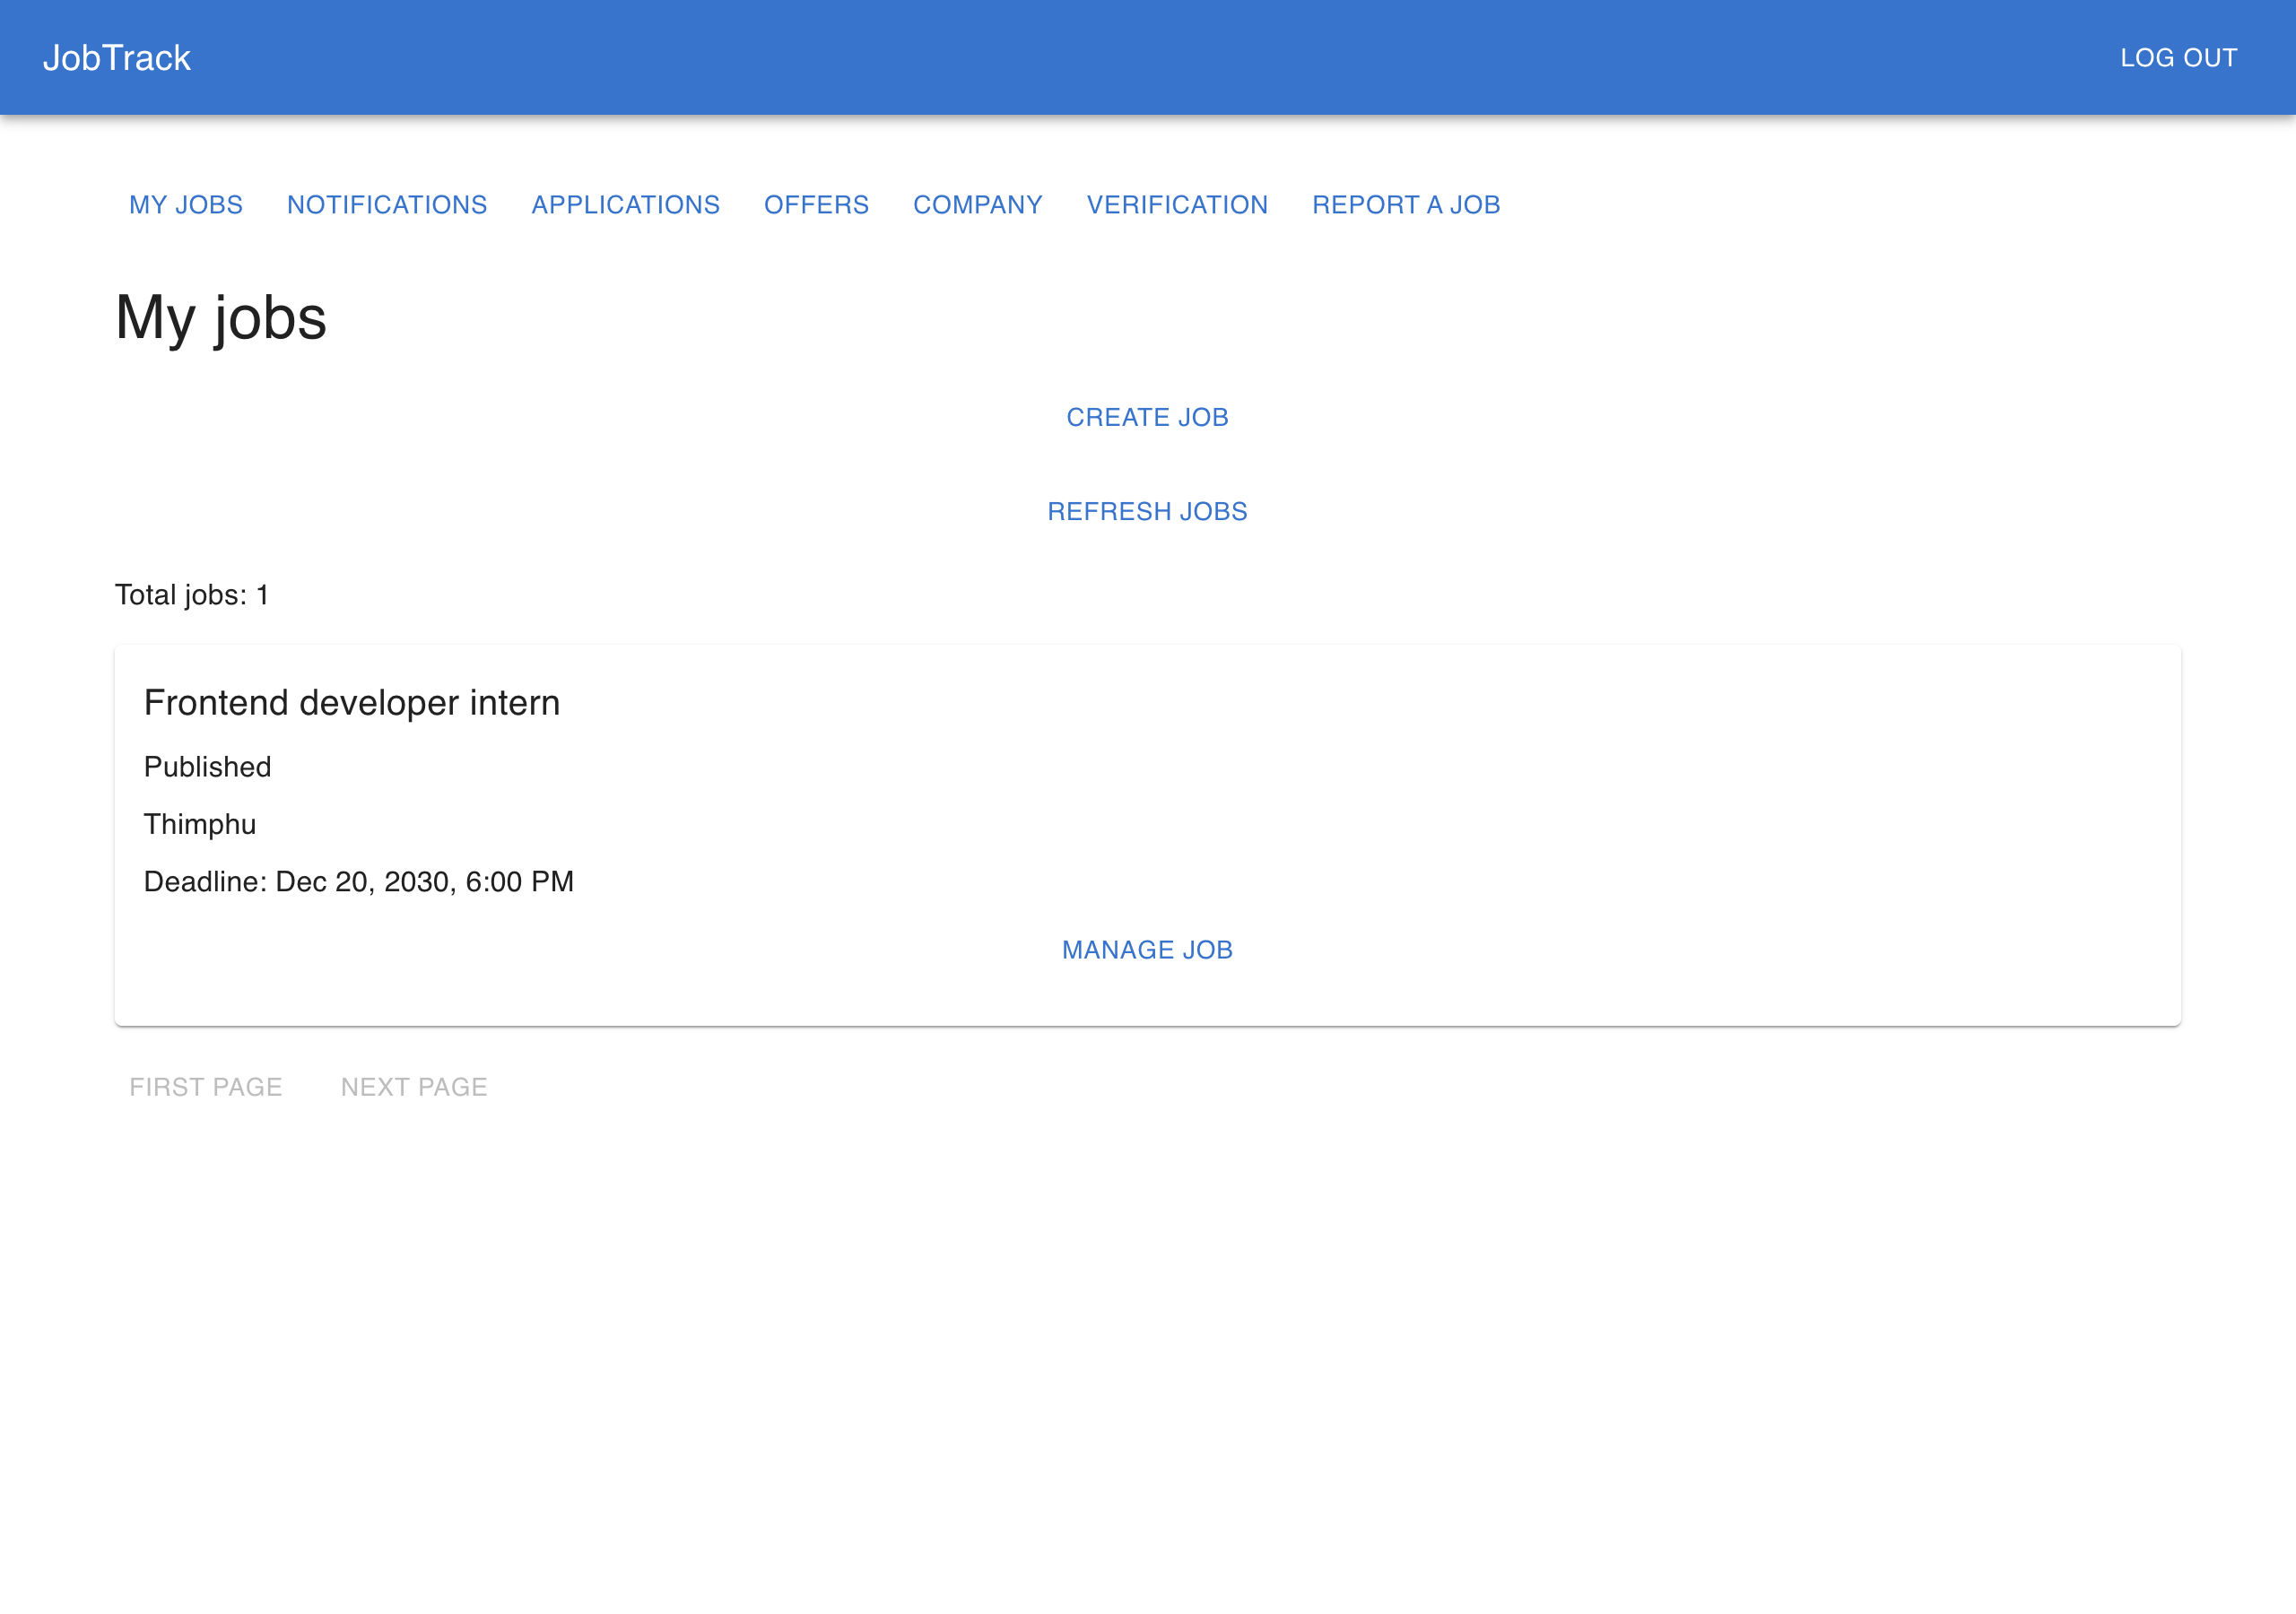 JobTrack LOG OUT
MY JOBS NOTIFICATIONS APPLICATIONS OFFERS COMPANY VERIFICATION REPORT A JOB
My jobs
CREATE JOB
REFRESH JOBS
Total jobs: 1
Frontend developer intern
Published
Thimphu
Deadline: Dec 20, 2030, 6:00 PM
MANAGE JOB
FIRST PAGE NEXT PAGE